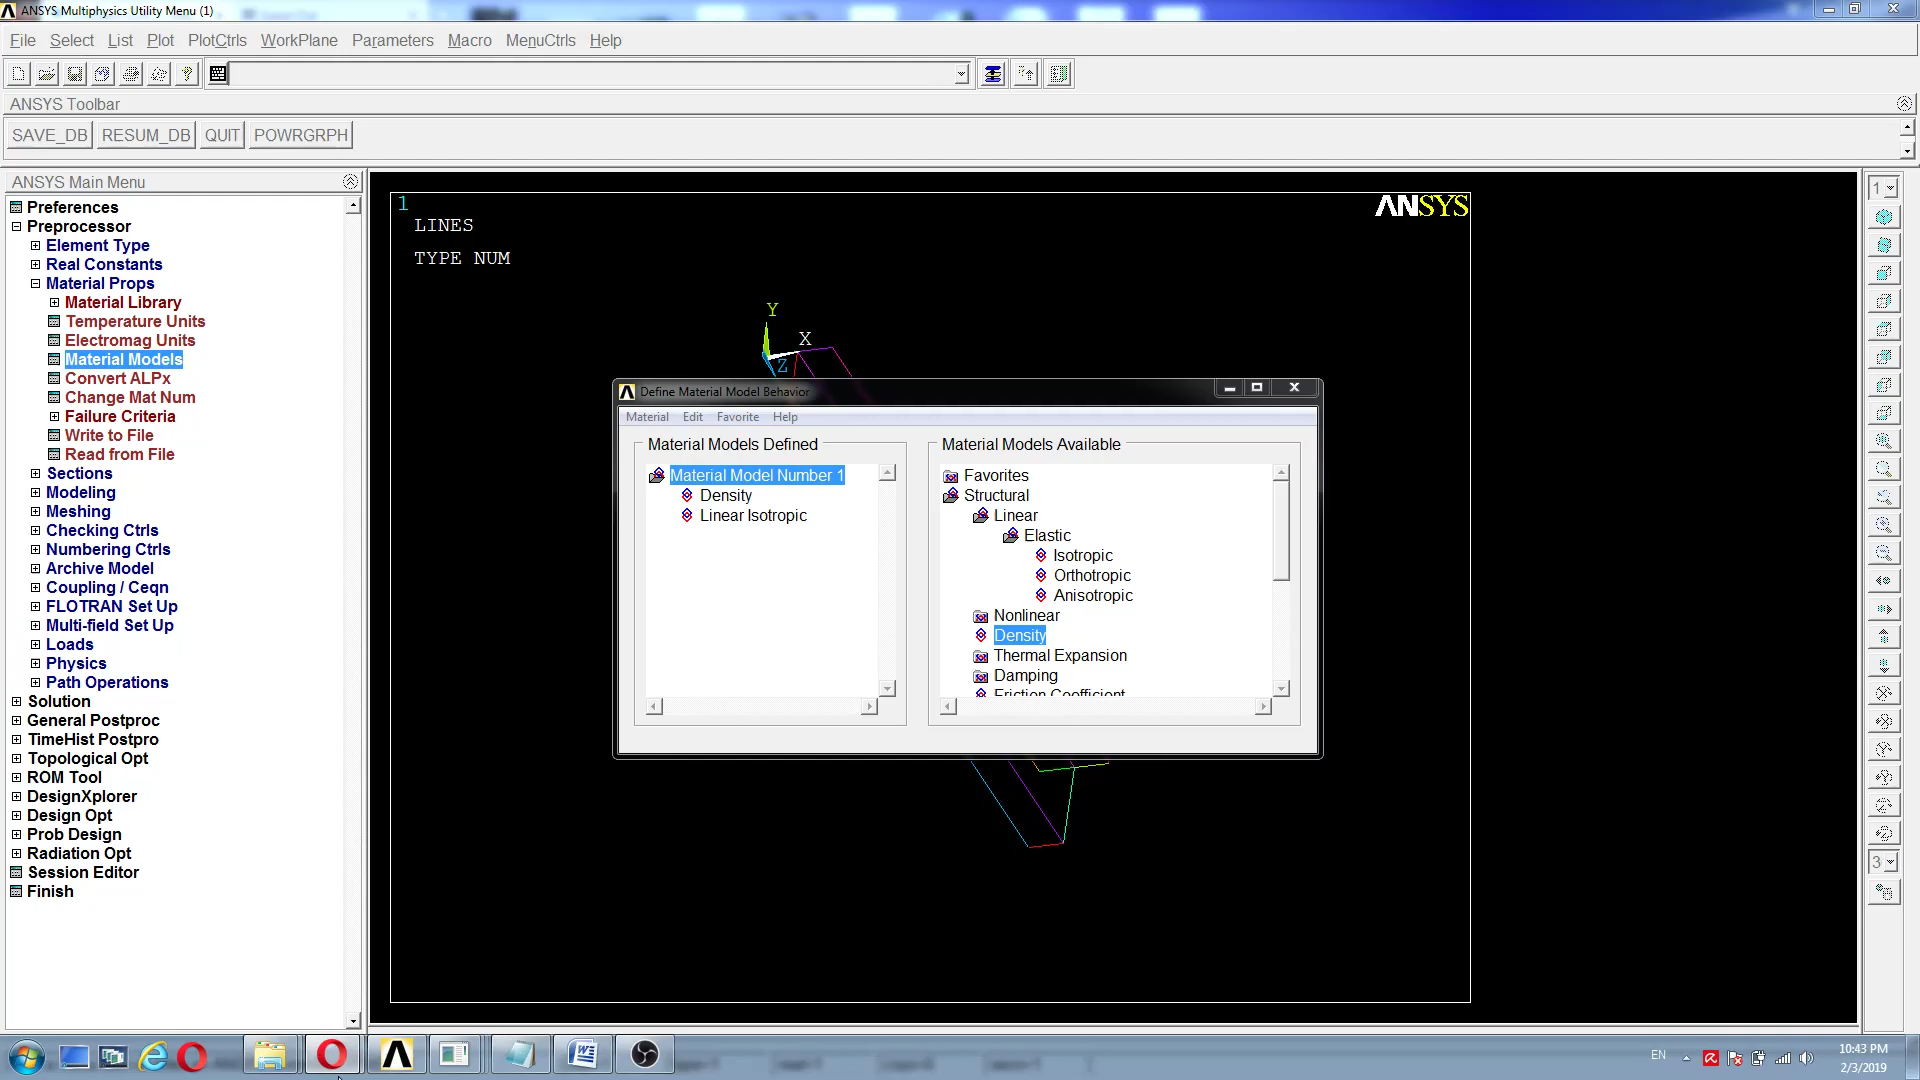 ANSYS Multiphysics Utility Menu (1)
File Select List Plot PlotCtrls WorkPlane Parameters Macro MenuCtrls Help
ANSYS Toolbar
SAVE_DB RESUM_DB QUIT POWRGRPH
ANSYS Main Menu
Preferences
Preprocessor
Element Type
Real Constants
Material Props
Material Library
Temperature Units
Electromag Units
Material Models
Convert ALPx
Change Mat Num
Failure Criteria
Write to File
Read from File
Sections
Modeling
Meshing
Checking Ctrls
Numbering Ctrls
Archive Model
Coupling / Ceqn
FLOTRAN Set Up
Multi-field Set Up
Loads
Physics
Path Operations
Solution
General Postproc
TimeHist Postpro
Topological Opt
ROM Tool
DesignXplorer
Design Opt
Prob Design
Radiation Opt
Session Editor
Finish
1
LINES
TYPE NUM
ANSYS
Y
X
Z
Define Material Model Behavior
Material Edit Favorite Help
Material Models Defined
Material Model Number 1
Density
Linear Isotropic
Material Models Available
Favorites
Structural
Linear
Elastic
Isotropic
Orthotropic
Anisotropic
Nonlinear
Density
Thermal Expansion
Damping
Friction Coefficient
1
3
EN
10:43 PM
2/3/2019